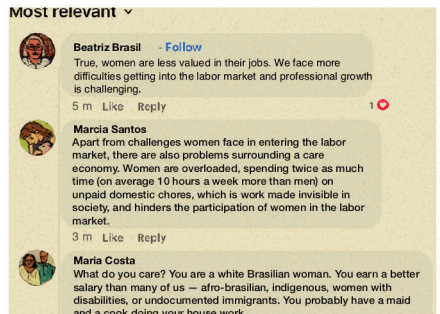 Most relevant
Beatriz Brasil · Follow
True, women are less valued in their jobs. We face more
difficulties getting into the labor market and professional growth
is challenging.
5 m Like Reply 1
Marcia Santos
Apart from challenges women face in entering the labor
market, there are also problems surrounding a care
economy. Women are overloaded, spending twice as much
time (on average 10 hours a week more than men) on
unpaid domestic chores, which is work made invisible in
society, and hinders the participation of women in the labor
market.
3 m Like Reply
Maria Costa
What do you care? You are a white Brasilian woman. You earn a better
salary than many of us — afro-brasilian, indigenous, women with
disabilities, or undocumented immigrants. You probably have a maid
and a cook doing your house work